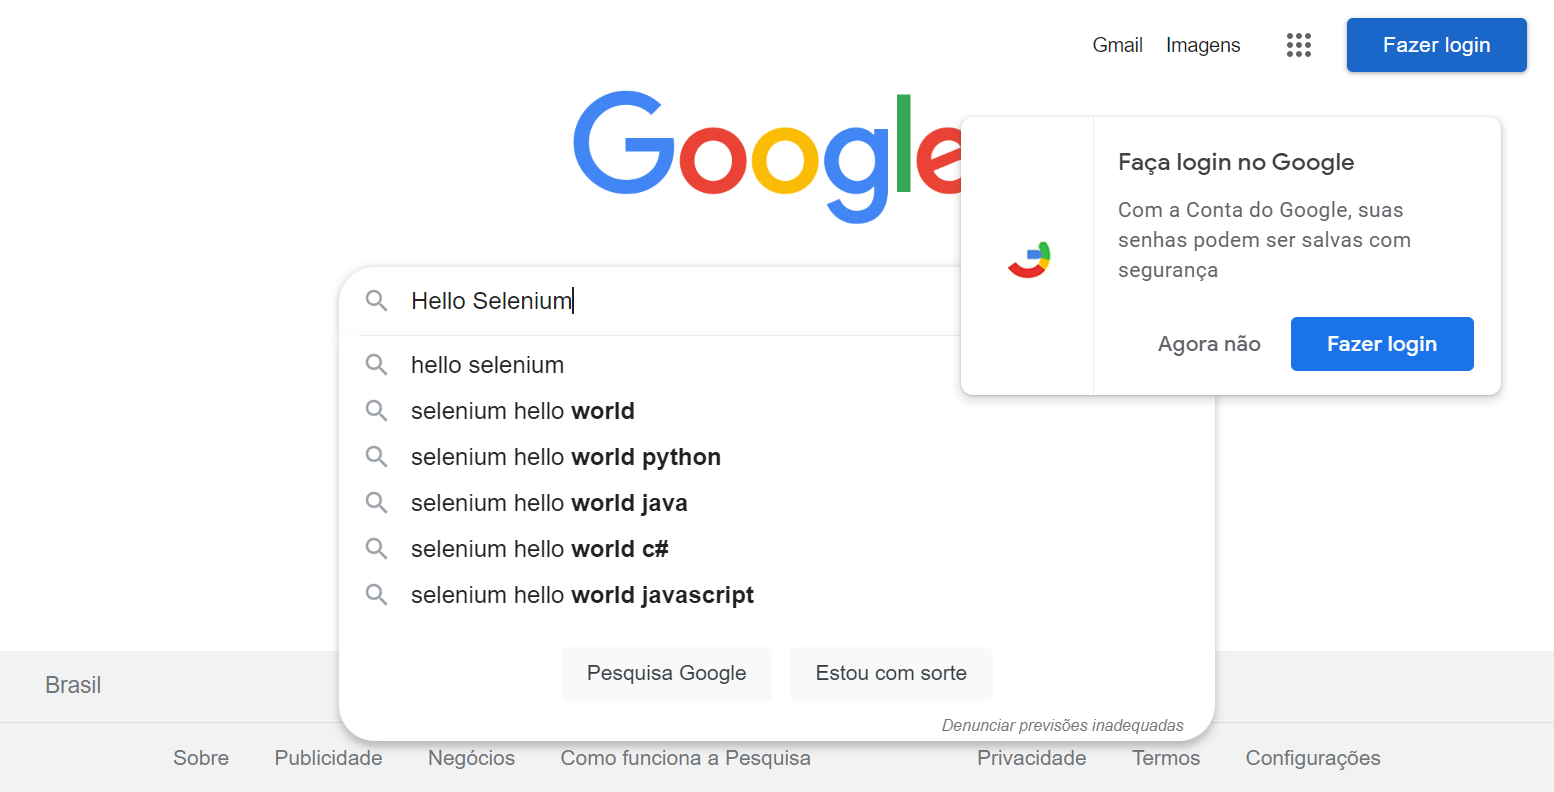 Gmail Imagens Fazer login
Google
Faça login no Google
Com a Conta do Google, suas
senhas podem ser salvas com
segurança
Agora não Fazer login
Hello Selenium
hello selenium
selenium hello world
selenium hello world python
selenium hello world java
selenium hello world c#
selenium hello world javascript
Pesquisa Google Estou com sorte
Denunciar previsões inadequadas
Brasil
Sobre Publicidade Negócios Como funciona a Pesquisa Privacidade Termos Configurações